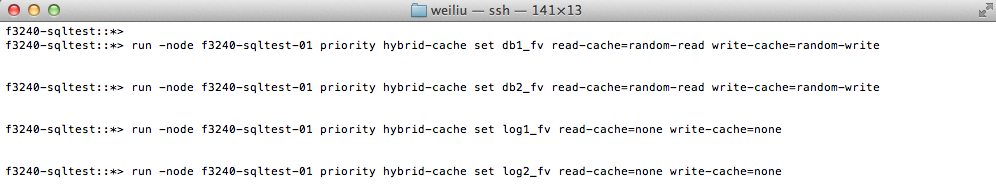 weiliu — ssh — 141×13
f3240-sqltest::*>
f3240-sqltest::*> run -node f3240-sqltest-01 priority hybrid-cache set db1_fv read-cache=random-read write-cache=random-write
f3240-sqltest::*> run -node f3240-sqltest-01 priority hybrid-cache set db2_fv read-cache=random-read write-cache=random-write
f3240-sqltest::*> run -node f3240-sqltest-01 priority hybrid-cache set log1_fv read-cache=none write-cache=none
f3240-sqltest::*> run -node f3240-sqltest-01 priority hybrid-cache set log2_fv read-cache=none write-cache=none